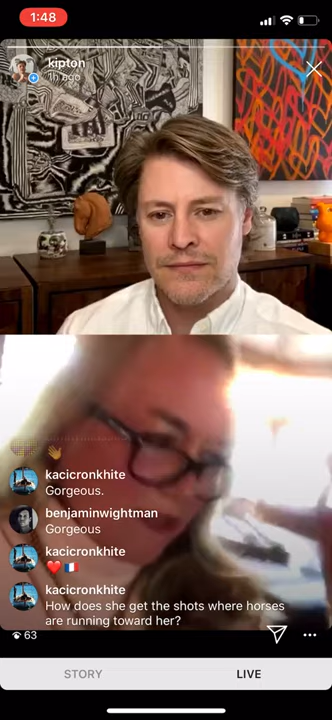 1:48
kipton
1h ago
kacicronkhite
Gorgeous.
benjaminwightman
Gorgeous
kacicronkhite
❤️🇫🇷
kacicronkhite
How does she get the shots where horses
are running toward her?
63
STORY
LIVE